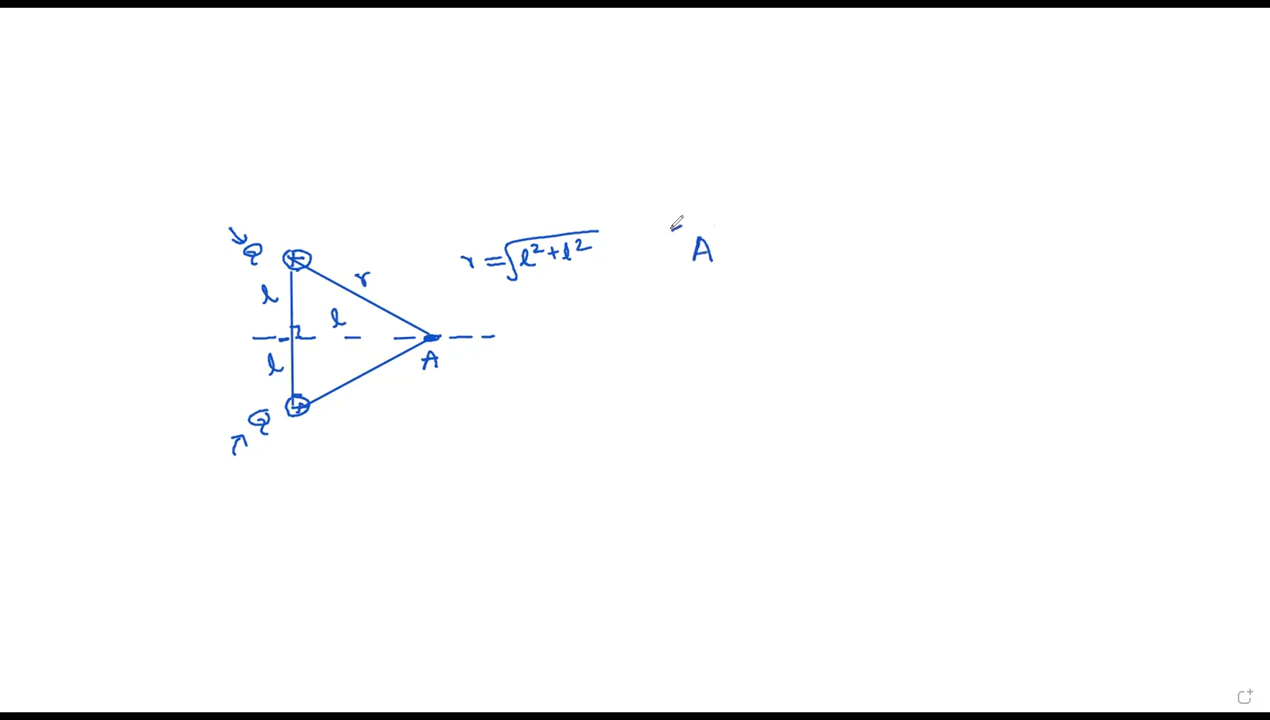 Q
+
r = √(l² + l²)
A
l
r
l
l
A
Q
+